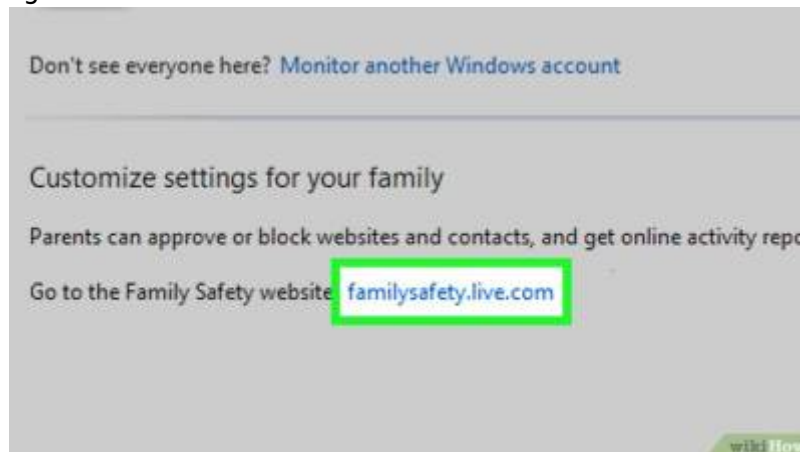 Don't see everyone here? Monitor another Windows account
Customize settings for your family
Parents can approve or block websites and contacts, and get online activity
Go to the Family Safety website familysafety.live.com
wikiHow